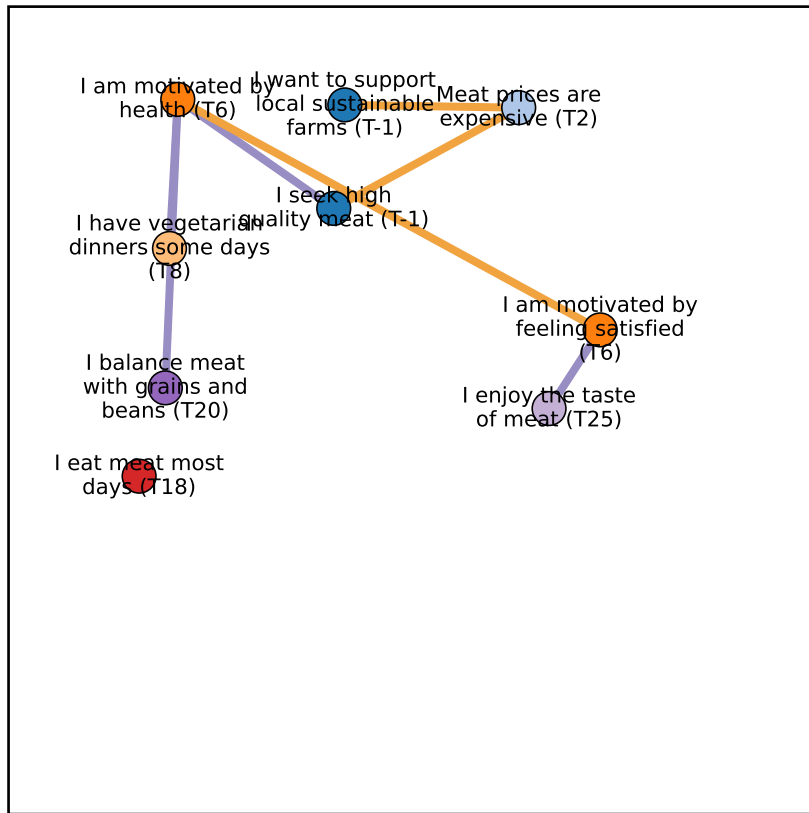 I am motivated by
health (T6)
I want to support
local sustainable
farms (T-1)
Meat prices are
expensive (T2)
I seek high
quality meat (T-1)
I have vegetarian
dinners some days
(T8)
I am motivated by
feeling satisfied
(T6)
I balance meat
with grains and
beans (T20)
I enjoy the taste
of meat (T25)
I eat meat most
days (T18)